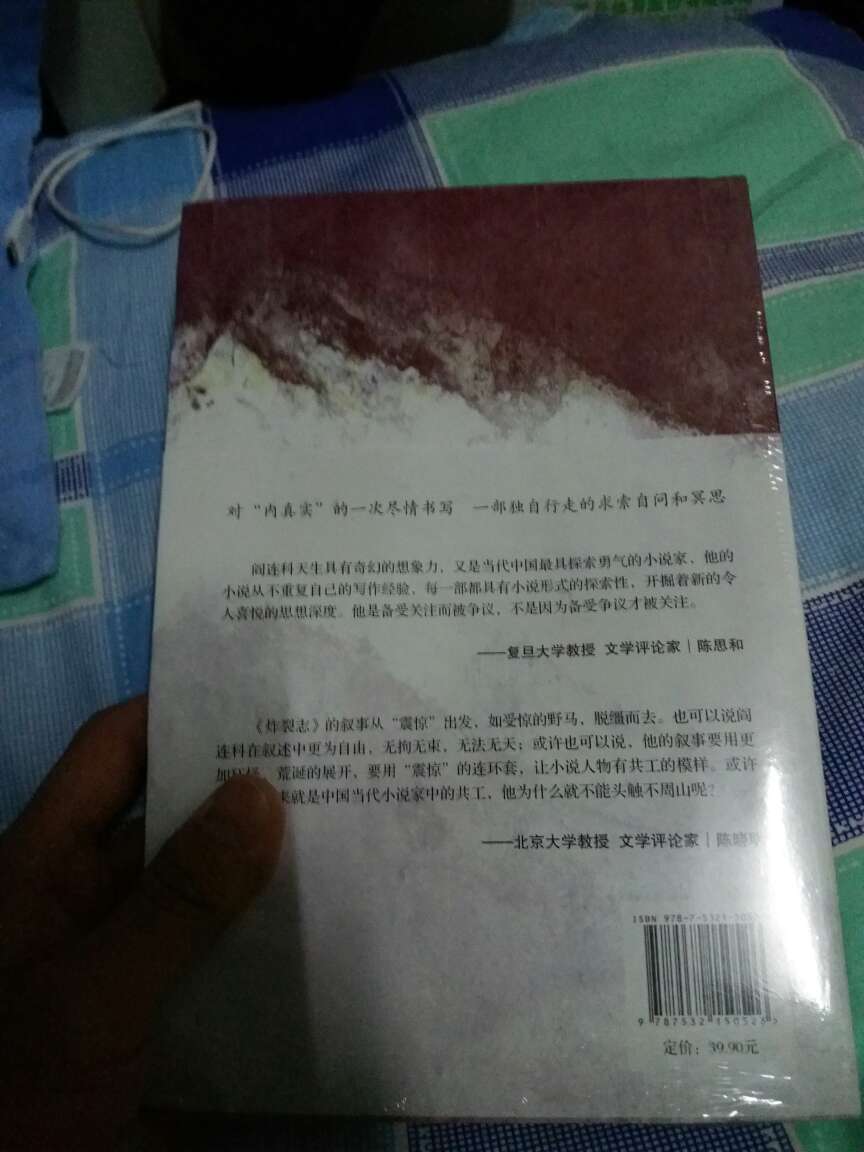 对“内真实”的一次尽情书写　一部独自行走的求索自问和冥思
阎连科天生具有奇幻的想象力，又是当代中国最具探索勇气的小说家。他的
小说从不重复自己的写作经验，每一部都具有小说形式的探索性，开掘着新的令
人喜悦的思想深度。他是备受关注而被争议，不是因为备受争议才被关注。
——复旦大学教授 文学评论家｜陈思和
《炸裂志》的叙事从“震惊”出发，如受惊的野马，脱缰而去。也可以说阎
连科在叙述中更为自由，无拘无束，无法无天；或许也可以说，他的叙事要用更
加 荒诞的展开，要用“震惊”的连环套，让小说人物有共工的模样。或许
来就是中国当代小说家中的共工，他为什么就不能头触不周山呢？
——北京大学教授 文学评论家｜陈晓
ISBN 978-7-5321-505
9 787532 150526 >
定价：39.90元